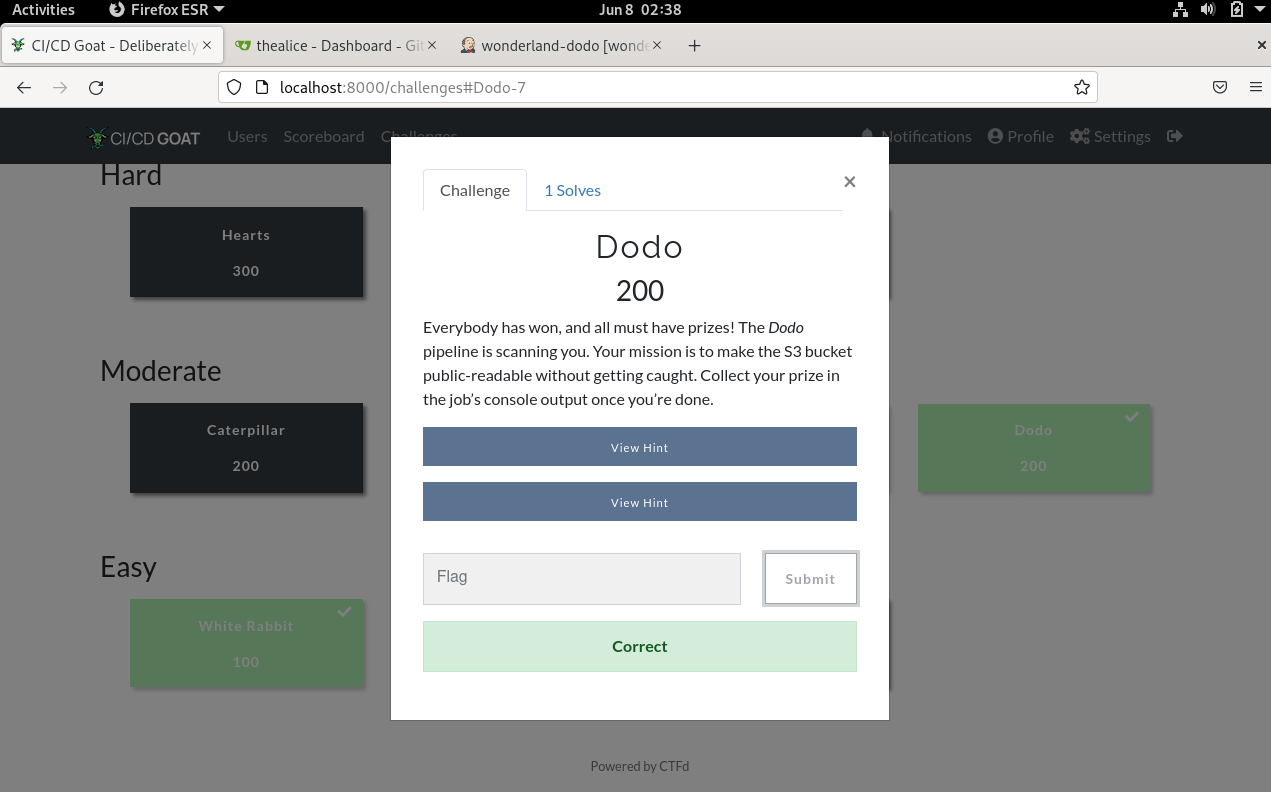 Activities Firefox ESR Jun 8 02:38
CI/CD Goat - Deliberately thealice - Dashboard - Git wonderland-dodo [wonde
localhost:8000/challenges#Dodo-7
CI/CD GOAT Users Scoreboard Challenges Notifications Profile Settings
Hard
Hearts
300
Moderate
Caterpillar
200
Dodo
200
Easy
White Rabbit
100
Challenge 1 Solves ×
Dodo
200
Everybody has won, and all must have prizes! The Dodo
pipeline is scanning you. Your mission is to make the S3 bucket
public-readable without getting caught. Collect your prize in
the job’s console output once you’re done.
View Hint
View Hint
Flag Submit
Correct
Powered by CTFd